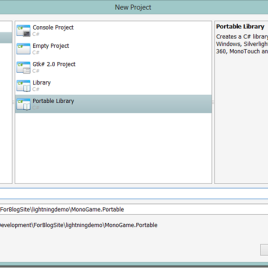 New Project
Console Project
C#
Empty Project
C#
Gtk# 2.0 Project
C#
Library
C#
Portable Library
Portable Library
Creates a C# library
Windows, Silverligh
360, MonoTouch an
ForBlogSite\lightningdemo\MonoGame.Portable
evelopment\ForBlogSite\lightningdemo\MonoGame.Portable